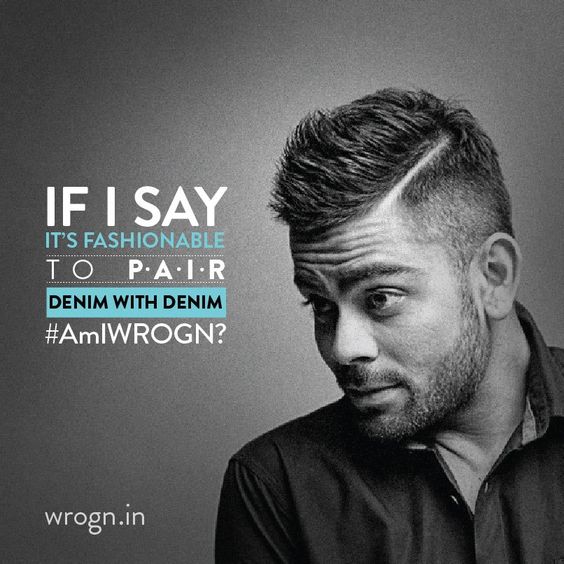 IF I SAY
IT'S FASHIONABLE
TO P·A·I·R
DENIM WITH DENIM
#AmIWROGN?
wrogn.in